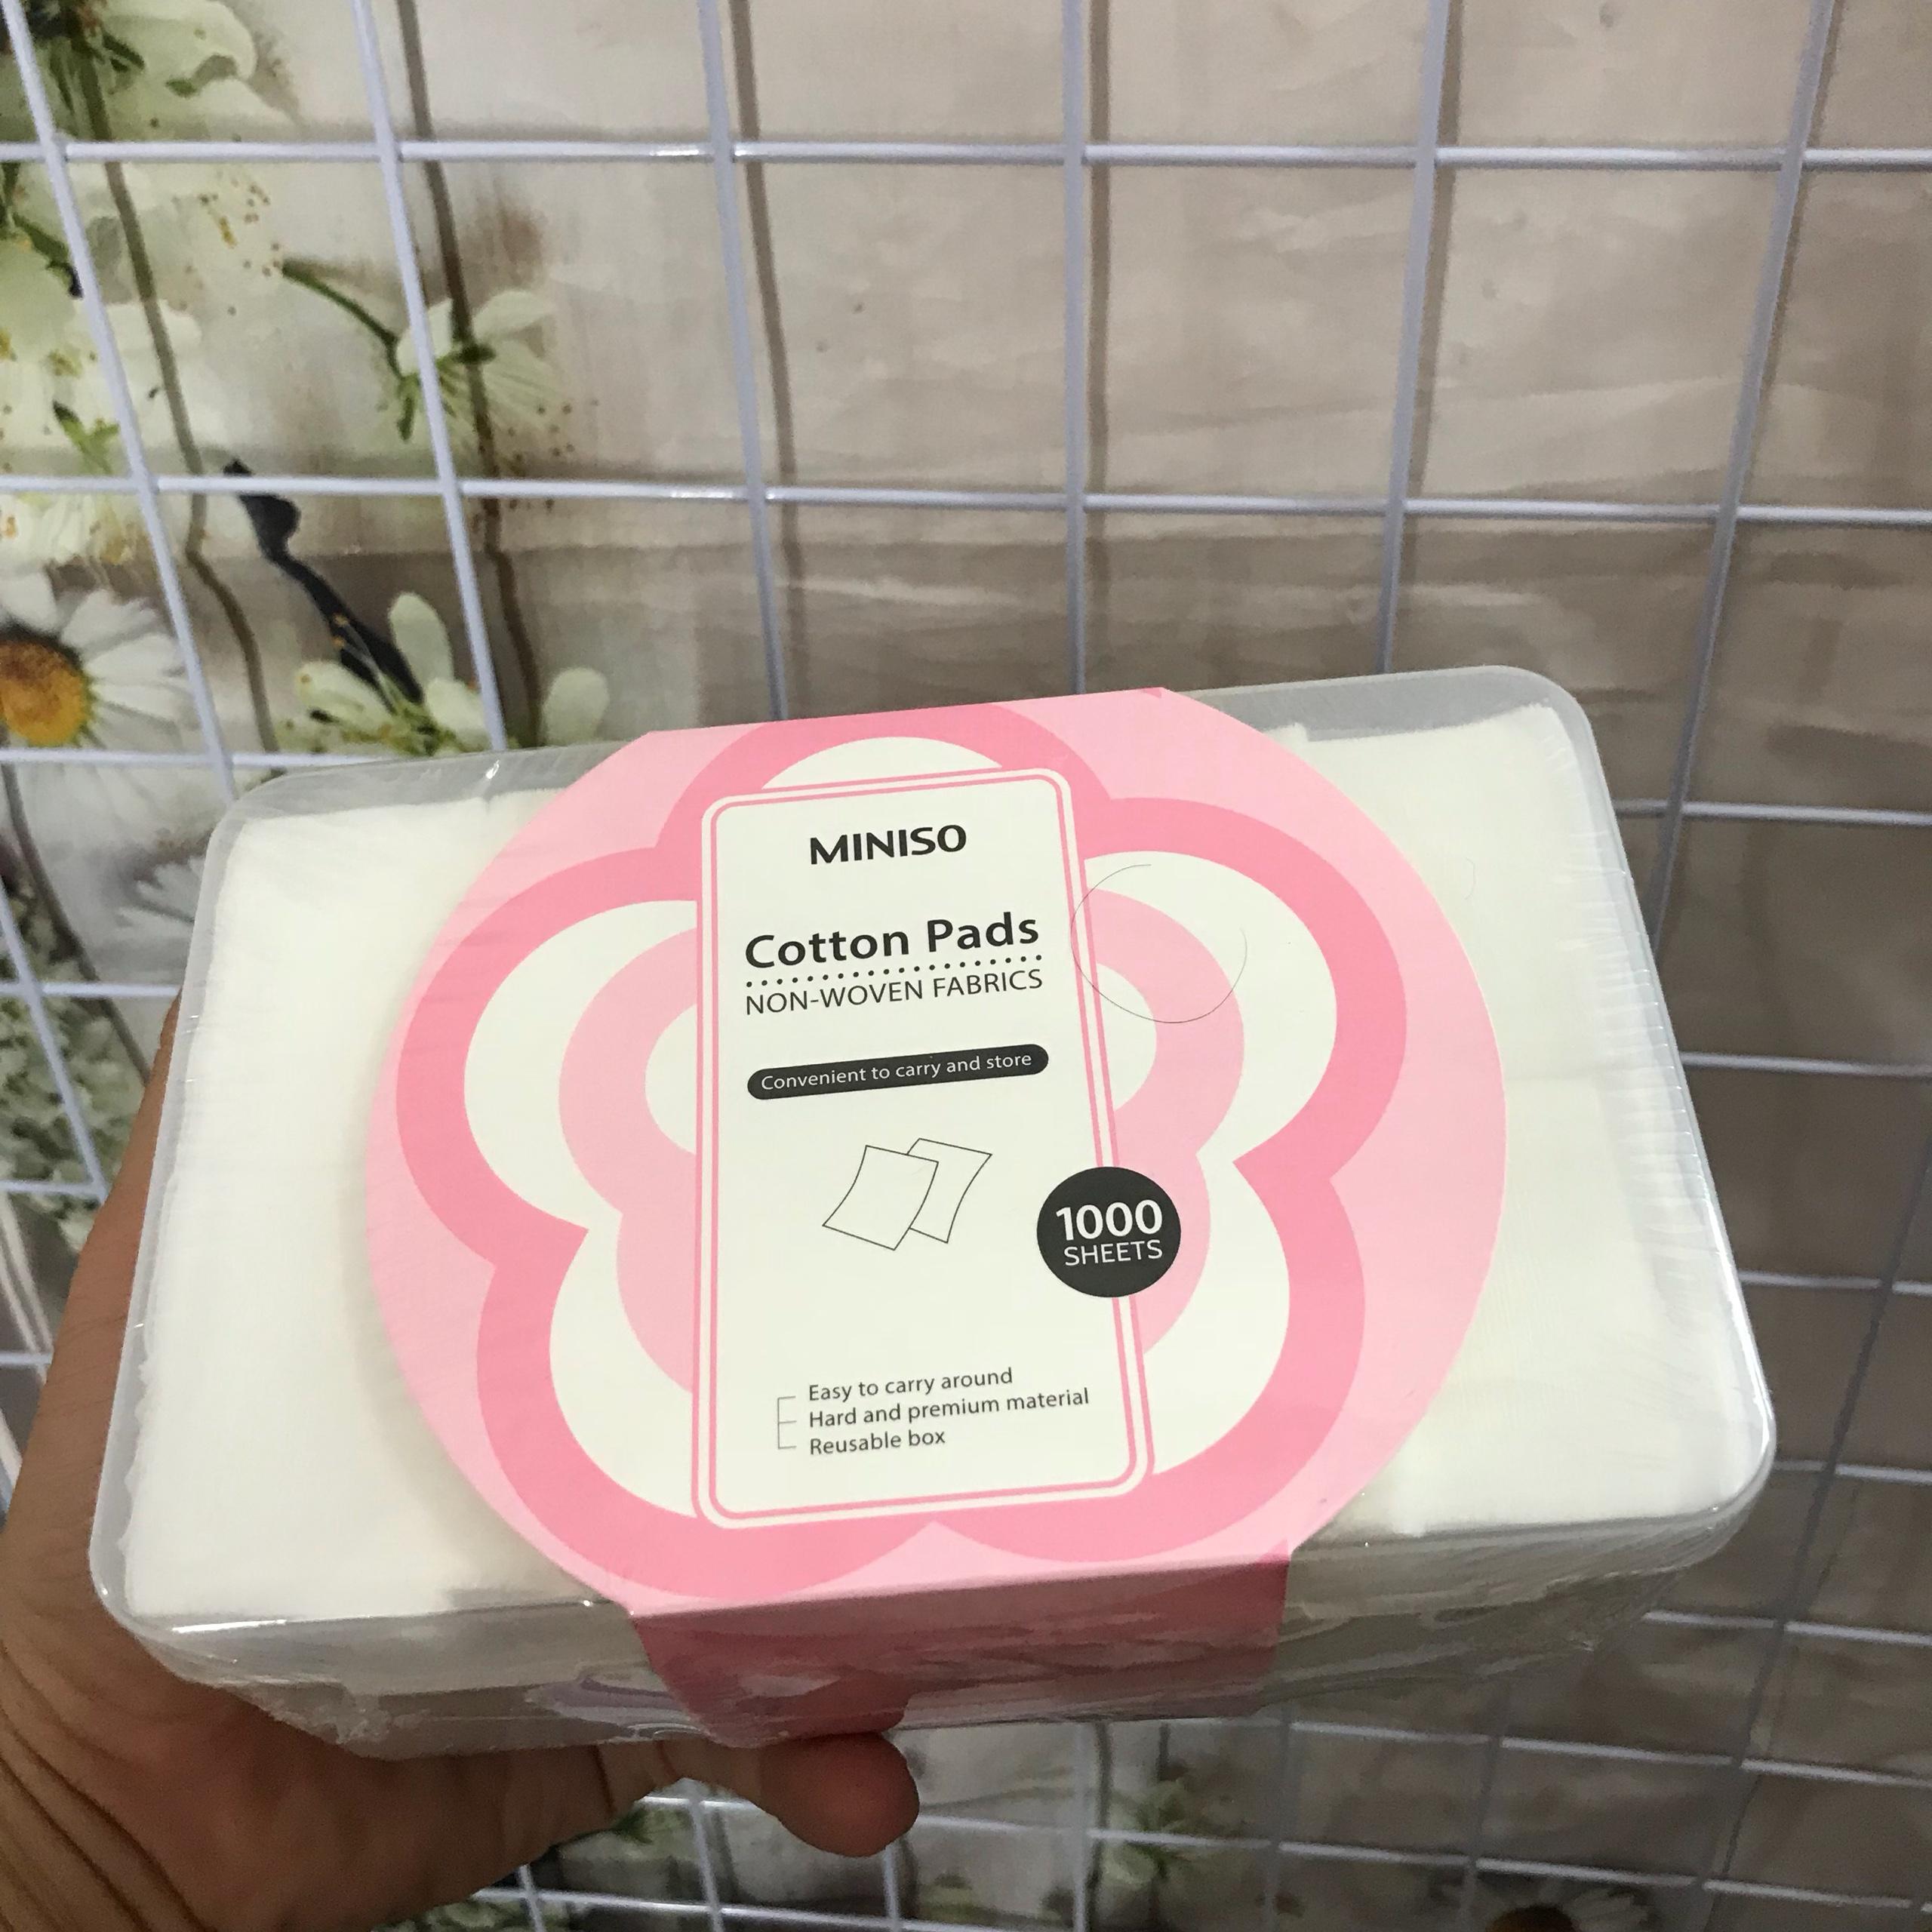 MINISO
Cotton Pads
NON-WOVEN FABRICS
Convenient to carry and store
1000
SHEETS
Easy to carry around
Hard and premium material
Reusable box